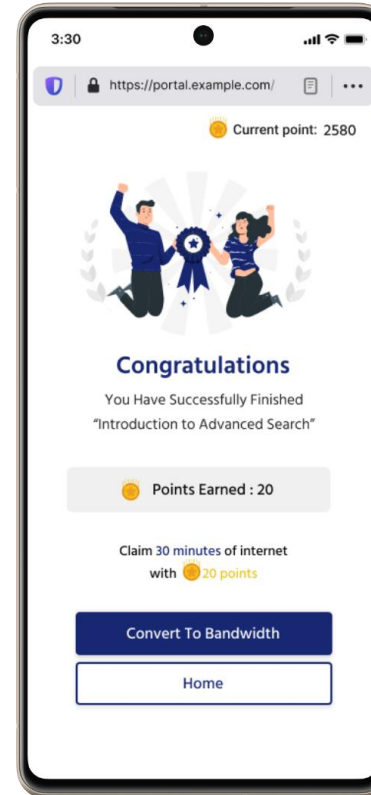 3:30
https://portal.example.com/
Current point: 2580
Congratulations
You Have Successfully Finished
“Introduction to Advanced Search”
Points Earned : 20
Claim 30 minutes of internet
with 20 points
Convert To Bandwidth
Home